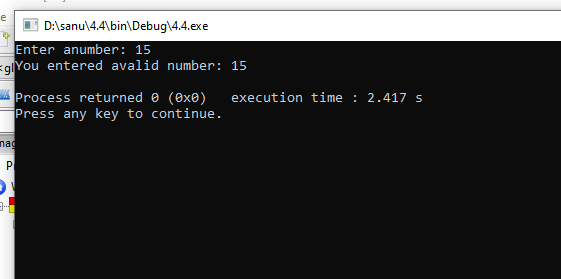 D:\sanu\4.4\bin\Debug\4.4.exe
Enter anumber: 15
You entered avalid number: 15
Process returned 0 (0x0)   execution time : 2.417 s
Press any key to continue.